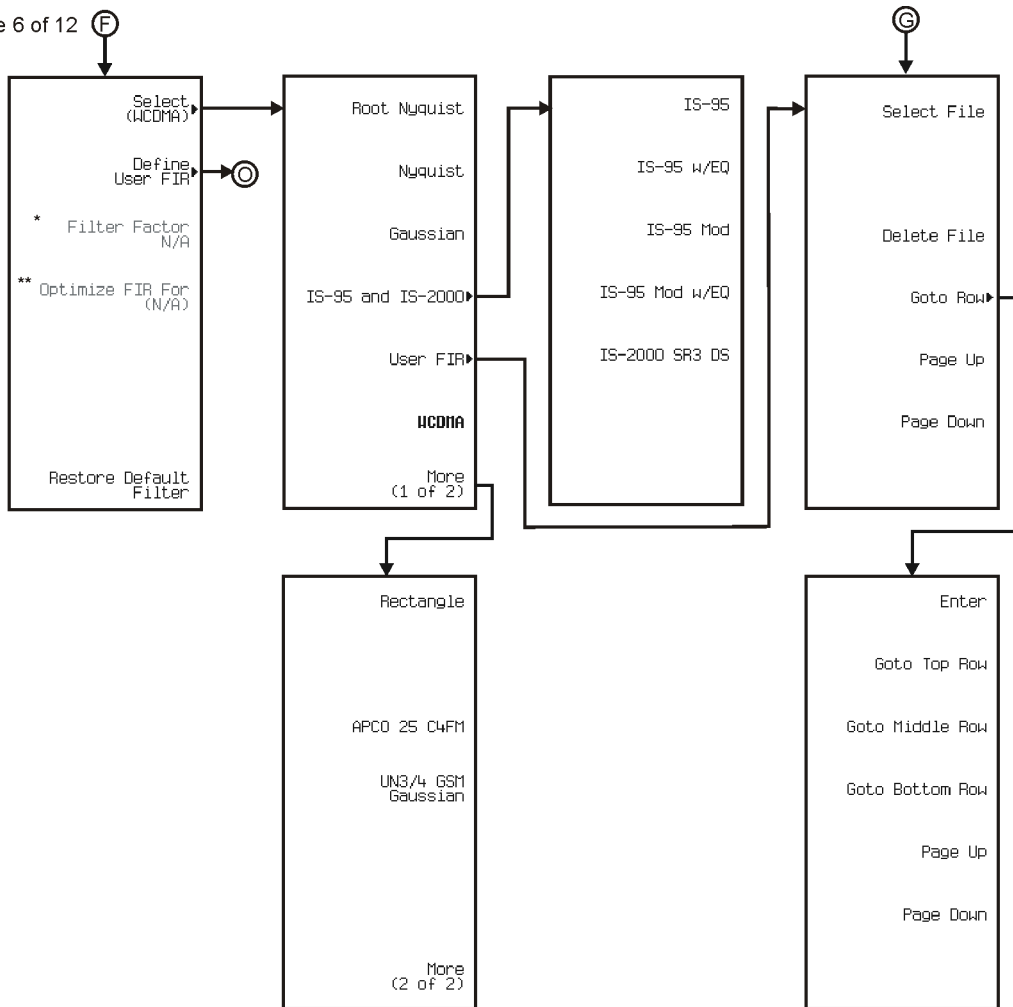 e 6 of 12
F
G
Select
(WCDMA)
Define
User FIR
O
*
Filter Factor
N/A
**
Optimize FIR For
(N/A)
Restore Default
Filter
Root Nyquist
Nyquist
Gaussian
IS-95 and IS-2000
User FIR
WCDMA
More
(1 of 2)
IS-95
IS-95 w/EQ
IS-95 Mod
IS-95 Mod w/EQ
IS-2000 SR3 DS
Select File
Delete File
Goto Row
Page Up
Page Down
Rectangle
APCO 25 C4FM
UN3/4 GSM
Gaussian
More
(2 of 2)
Enter
Goto Top Row
Goto Middle Row
Goto Bottom Row
Page Up
Page Down